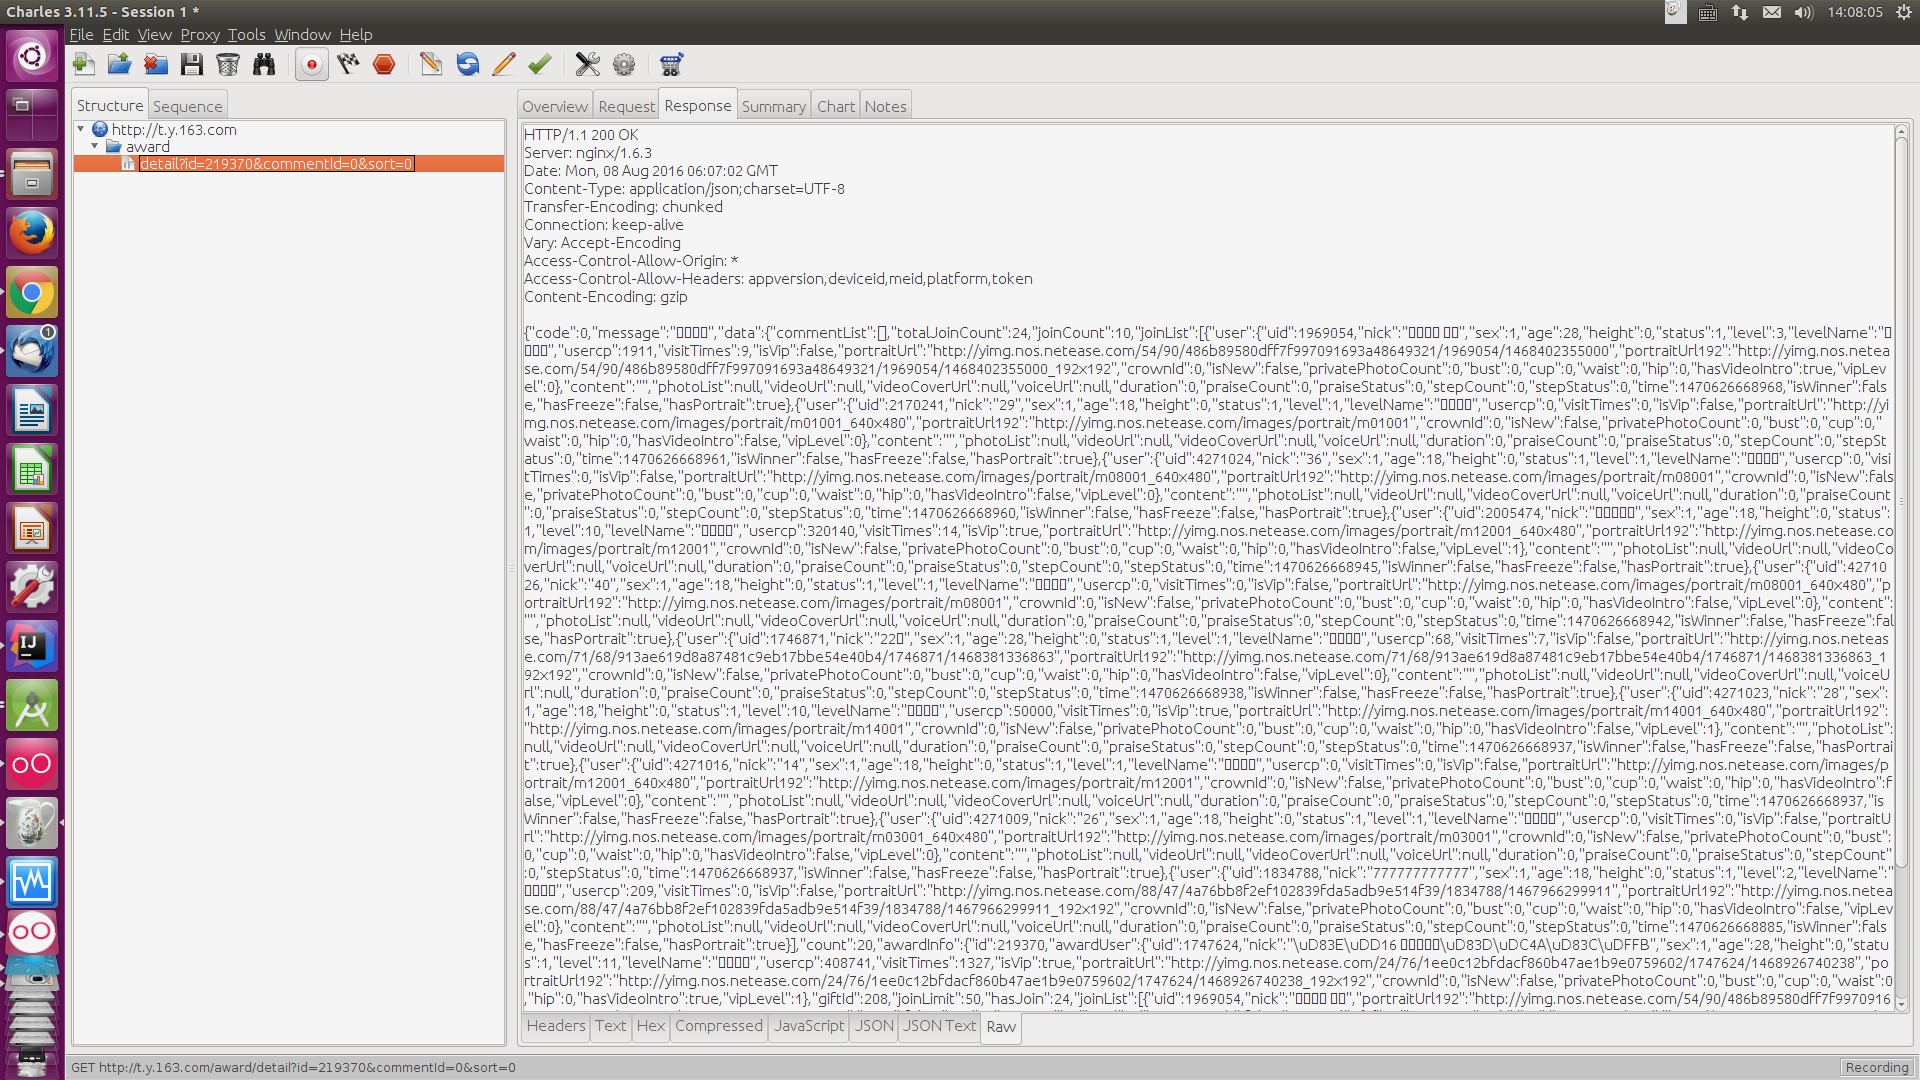 Charles 3.11.5 - Session 1 *
14:08:05
File Edit View Proxy Tools Window Help
Structure Sequence
Overview Request Response Summary Chart Notes
http://t.y.163.com
award
detail?id=219370&commentId=0&sort=0
HTTP/1.1 200 OK
Server: nginx/1.6.3
Date: Mon, 08 Aug 2016 06:07:02 GMT
Content-Type: application/json;charset=UTF-8
Transfer-Encoding: chunked
Connection: keep-alive
Vary: Accept-Encoding
Access-Control-Allow-Origin: *
Access-Control-Allow-Headers: appversion,deviceid,meid,platform,token
Content-Encoding: gzip
{"code":0,"message":"▯▯▯▯","data":{"commentList":[],"totalJoinCount":24,"joinCount":10,"joinList":[{"user":{"uid":1969054,"nick":"▯▯▯▯ ▯▯","sex":1,"age":28,"height":0,"status":1,"level":3,"levelName":"▯
▯▯▯","usercp":1911,"visitTimes":9,"isVip":false,"portraitUrl":"http://yimg.nos.netease.com/54/90/486b89580dff7f997091693a48649321/1969054/1468402355000","portraitUrl192":"http://yimg.nos.netea
se.com/54/90/486b89580dff7f997091693a48649321/1969054/1468402355000_192x192","crownId":0,"isNew":false,"privatePhotoCount":0,"bust":0,"cup":0,"waist":0,"hip":0,"hasVideoIntro":true,"vipLev
el":0},"content":"","photoList":null,"videoUrl":null,"videoCoverUrl":null,"voiceUrl":null,"duration":0,"praiseCount":0,"praiseStatus":0,"stepCount":0,"stepStatus":0,"time":1470626668968,"isWinner":fal
se,"hasFreeze":false,"hasPortrait":true},{"user":{"uid":2170241,"nick":"29","sex":1,"age":18,"height":0,"status":1,"level":1,"levelName":"▯▯▯▯","usercp":0,"visitTimes":0,"isVip":false,"portraitUrl":"http://yi
mg.nos.netease.com/images/portrait/m01001_640x480","portraitUrl192":"http://yimg.nos.netease.com/images/portrait/m01001","crownId":0,"isNew":false,"privatePhotoCount":0,"bust":0,"cup":0,"
waist":0,"hip":0,"hasVideoIntro":false,"vipLevel":0},"content":"","photoList":null,"videoUrl":null,"videoCoverUrl":null,"voiceUrl":null,"duration":0,"praiseCount":0,"praiseStatus":0,"stepCount":0,"stepSt
atus":0,"time":1470626668961,"isWinner":false,"hasFreeze":false,"hasPortrait":true},{"user":{"uid":4271024,"nick":"36","sex":1,"age":18,"height":0,"status":1,"level":1,"levelName":"▯▯▯▯","usercp":0,"visi
tTimes":0,"isVip":false,"portraitUrl":"http://yimg.nos.netease.com/images/portrait/m08001_640x480","portraitUrl192":"http://yimg.nos.netease.com/images/portrait/m08001","crownId":0,"isNew":fals
e,"privatePhotoCount":0,"bust":0,"cup":0,"waist":0,"hip":0,"hasVideoIntro":false,"vipLevel":0},"content":"","photoList":null,"videoUrl":null,"videoCoverUrl":null,"voiceUrl":null,"duration":0,"praiseCount"
:0,"praiseStatus":0,"stepCount":0,"stepStatus":0,"time":1470626668960,"isWinner":false,"hasFreeze":false,"hasPortrait":true},{"user":{"uid":2005474,"nick":"▯▯▯▯▯","sex":1,"age":18,"height":0,"status":
1,"level":10,"levelName":"▯▯▯▯","usercp":320140,"visitTimes":14,"isVip":true,"portraitUrl":"http://yimg.nos.netease.com/images/portrait/m12001_640x480","portraitUrl192":"http://yimg.nos.netease.co
m/images/portrait/m12001","crownId":0,"isNew":false,"privatePhotoCount":0,"bust":0,"cup":0,"waist":0,"hip":0,"hasVideoIntro":false,"vipLevel":1},"content":"","photoList":null,"videoUrl":null,"videoCo
verUrl":null,"voiceUrl":null,"duration":0,"praiseCount":0,"praiseStatus":0,"stepCount":0,"stepStatus":0,"time":1470626668945,"isWinner":false,"hasFreeze":false,"hasPortrait":true},{"user":{"uid":42710
26,"nick":"40","sex":1,"age":18,"height":0,"status":1,"level":1,"levelName":"▯▯▯▯","usercp":0,"visitTimes":0,"isVip":false,"portraitUrl":"http://yimg.nos.netease.com/images/portrait/m08001_640x480","p
ortraitUrl192":"http://yimg.nos.netease.com/images/portrait/m08001","crownId":0,"isNew":false,"privatePhotoCount":0,"bust":0,"cup":0,"waist":0,"hip":0,"hasVideoIntro":false,"vipLevel":0},"content":
"","photoList":null,"videoUrl":null,"videoCoverUrl":null,"voiceUrl":null,"duration":0,"praiseCount":0,"praiseStatus":0,"stepCount":0,"stepStatus":0,"time":1470626668942,"isWinner":false,"hasFreeze":fal
se,"hasPortrait":true},{"user":{"uid":1746871,"nick":"22▯","sex":1,"age":28,"height":0,"status":1,"level":1,"levelName":"▯▯▯▯","usercp":68,"visitTimes":7,"isVip":false,"portraitUrl":"http://yimg.nos.neteas
e.com/71/68/913ae619d8a87481c9eb17bbe54e40b4/1746871/1468381336863","portraitUrl192":"http://yimg.nos.netease.com/71/68/913ae619d8a87481c9eb17bbe54e40b4/1746871/1468381336863_1
92x192","crownId":0,"isNew":false,"privatePhotoCount":0,"bust":0,"cup":0,"waist":0,"hip":0,"hasVideoIntro":false,"vipLevel":0},"content":"","photoList":null,"videoUrl":null,"videoCoverUrl":null,"voiceU
rl":null,"duration":0,"praiseCount":0,"praiseStatus":0,"stepCount":0,"stepStatus":0,"time":1470626668938,"isWinner":false,"hasFreeze":false,"hasPortrait":true},{"user":{"uid":4271023,"nick":"28","sex":
1,"age":18,"height":0,"status":1,"level":10,"levelName":"▯▯▯▯","usercp":50000,"visitTimes":0,"isVip":true,"portraitUrl":"http://yimg.nos.netease.com/images/portrait/m14001_640x480","portraitUrl192":
"http://yimg.nos.netease.com/images/portrait/m14001","crownId":0,"isNew":false,"privatePhotoCount":0,"bust":0,"cup":0,"waist":0,"hip":0,"hasVideoIntro":false,"vipLevel":1},"content":"","photoList":
null,"videoUrl":null,"videoCoverUrl":null,"voiceUrl":null,"duration":0,"praiseCount":0,"praiseStatus":0,"stepCount":0,"stepStatus":0,"time":1470626668937,"isWinner":false,"hasFreeze":false,"hasPortrai
t":true},{"user":{"uid":4271016,"nick":"14","sex":1,"age":18,"height":0,"status":1,"level":1,"levelName":"▯▯▯▯","usercp":0,"visitTimes":0,"isVip":false,"portraitUrl":"http://yimg.nos.netease.com/images/p
ortrait/m12001_640x480","portraitUrl192":"http://yimg.nos.netease.com/images/portrait/m12001","crownId":0,"isNew":false,"privatePhotoCount":0,"bust":0,"cup":0,"waist":0,"hip":0,"hasVideoIntro":f
alse,"vipLevel":0},"content":"","photoList":null,"videoUrl":null,"videoCoverUrl":null,"voiceUrl":null,"duration":0,"praiseCount":0,"praiseStatus":0,"stepCount":0,"stepStatus":0,"time":1470626668937,"is
Winner":false,"hasFreeze":false,"hasPortrait":true},{"user":{"uid":4271009,"nick":"26","sex":1,"age":18,"height":0,"status":1,"level":1,"levelName":"▯▯▯▯","usercp":0,"visitTimes":0,"isVip":false,"portraitU
rl":"http://yimg.nos.netease.com/images/portrait/m03001_640x480","portraitUrl192":"http://yimg.nos.netease.com/images/portrait/m03001","crownId":0,"isNew":false,"privatePhotoCount":0,"bust"
:0,"cup":0,"waist":0,"hip":0,"hasVideoIntro":false,"vipLevel":0},"content":"","photoList":null,"videoUrl":null,"videoCoverUrl":null,"voiceUrl":null,"duration":0,"praiseCount":0,"praiseStatus":0,"stepCount"
:0,"stepStatus":0,"time":1470626668937,"isWinner":false,"hasFreeze":false,"hasPortrait":true},{"user":{"uid":1834788,"nick":"777777777777","sex":1,"age":18,"height":0,"status":1,"level":2,"levelName":"
▯▯▯▯","usercp":209,"visitTimes":0,"isVip":false,"portraitUrl":"http://yimg.nos.netease.com/88/47/4a76bb8f2ef102839fda5adb9e514f39/1834788/1467966299911","portraitUrl192":"http://yimg.nos.netea
se.com/88/47/4a76bb8f2ef102839fda5adb9e514f39/1834788/1467966299911_192x192","crownId":0,"isNew":false,"privatePhotoCount":0,"bust":0,"cup":0,"waist":0,"hip":0,"hasVideoIntro":false,"vipLev
el":0},"content":"","photoList":null,"videoUrl":null,"videoCoverUrl":null,"voiceUrl":null,"duration":0,"praiseCount":0,"praiseStatus":0,"stepCount":0,"stepStatus":0,"time":1470626668885,"isWinner":fals
e,"hasFreeze":false,"hasPortrait":true}],"count":20,"awardInfo":{"id":219370,"awardUser":{"uid":1747624,"nick":"\uD83E\uDD16 ▯▯▯▯▯\uD83D\uDC4A\uD83C\uDFFB","sex":1,"age":28,"height":0,"statu
s":1,"level":11,"levelName":"▯▯▯▯","usercp":408741,"visitTimes":1327,"isVip":true,"portraitUrl":"http://yimg.nos.netease.com/24/76/1ee0c12bfdacf860b47ae1b9e0759602/1747624/1468926740238","po
rtraitUrl192":"http://yimg.nos.netease.com/24/76/1ee0c12bfdacf860b47ae1b9e0759602/1747624/1468926740238_192x192","crownId":0,"isNew":false,"privatePhotoCount":0,"bust":0,"cup":0,"waist":0
,"hip":0,"hasVideoIntro":true,"vipLevel":1},"giftId":208,"joinLimit":50,"hasJoin":24,"joinList":[{"uid":1969054,"nick":"▯▯▯▯ ▯▯","portraitUrl":"http://yimg.nos.netease.com/54/90/486b89580dff7f9970916
Headers Text Hex Compressed JavaScript JSON JSON Text Raw
GET http://t.y.163.com/award/detail?id=219370&commentId=0&sort=0
Recording